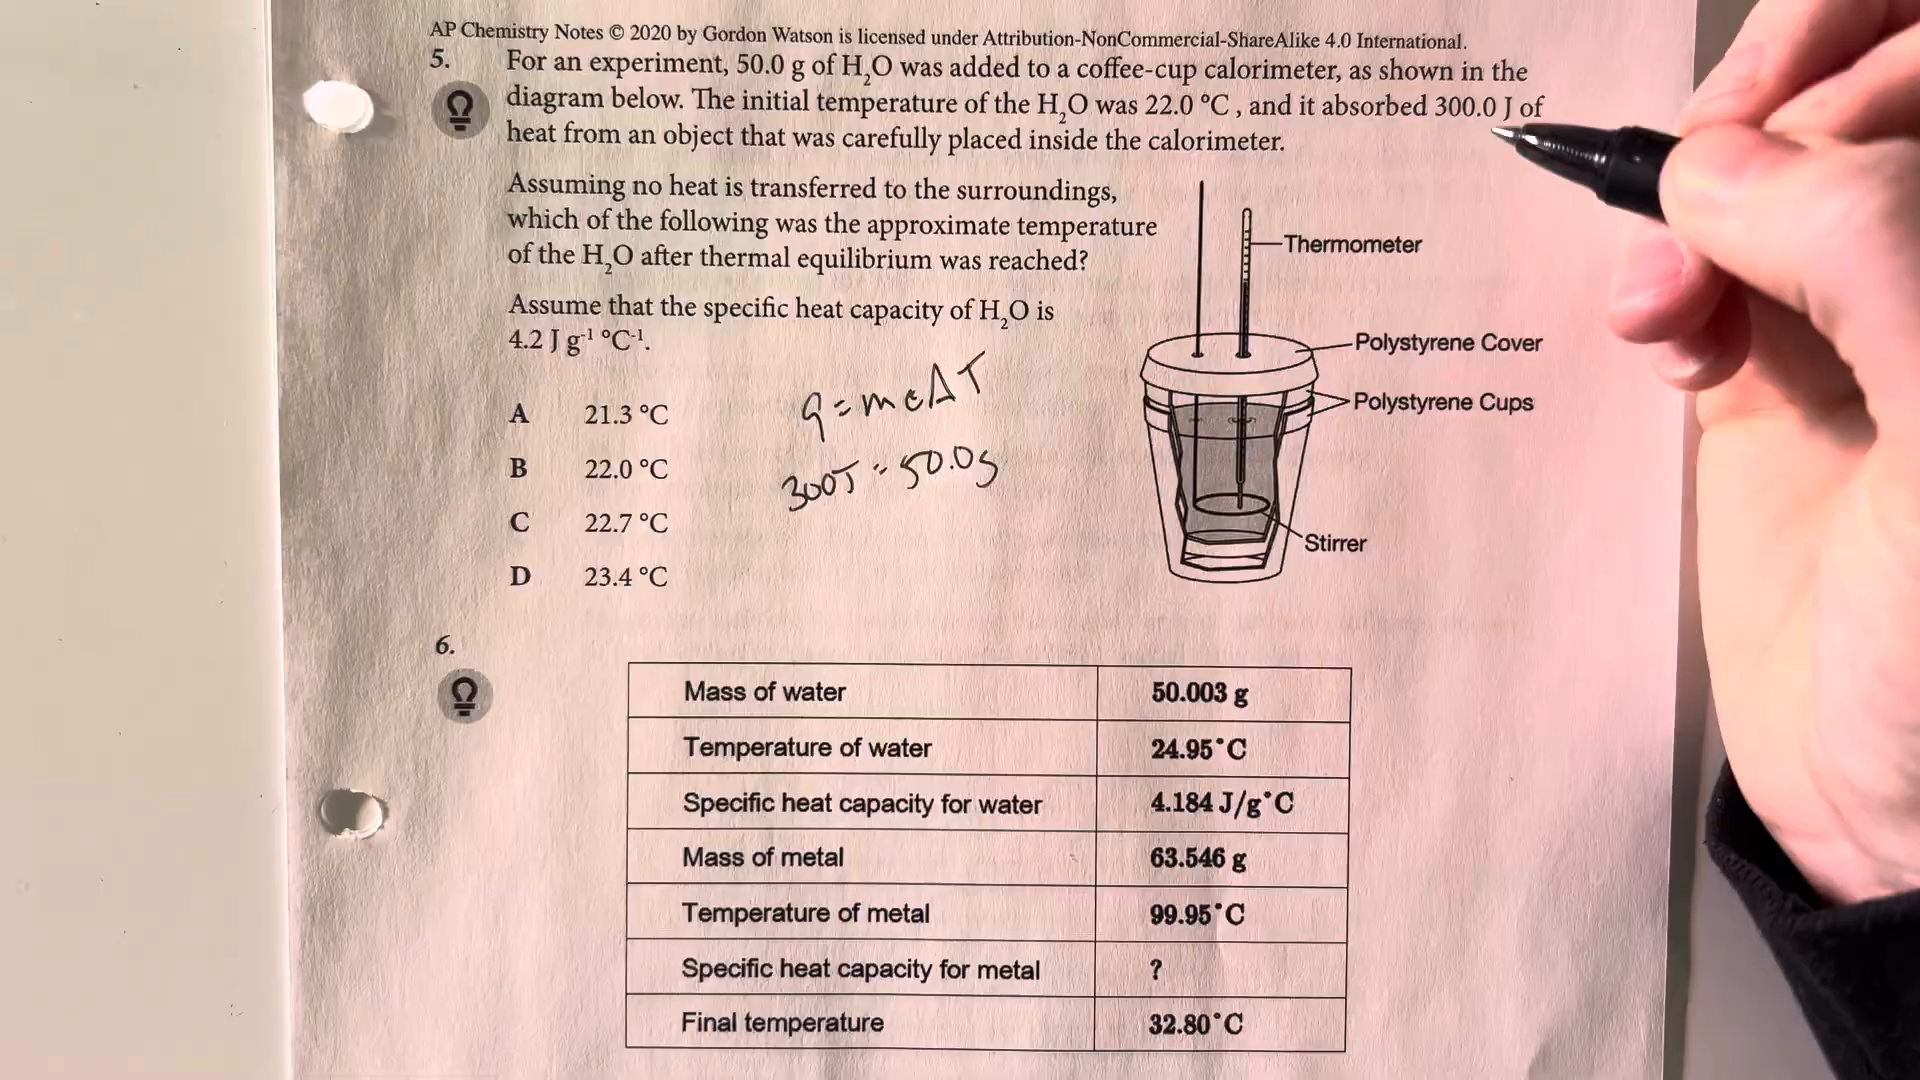 AP Chemistry Notes © 2020 by Gordon Watson is licensed under Attribution-NonCommercial-ShareAlike 4.0 International.
5. For an experiment, 50.0 g of H₂O was added to a coffee-cup calorimeter, as shown in the
diagram below. The initial temperature of the H₂O was 22.0 °C , and it absorbed 300.0 J of
heat from an object that was carefully placed inside the calorimeter.
Assuming no heat is transferred to the surroundings,
which of the following was the approximate temperature
of the H₂O after thermal equilibrium was reached?
Assume that the specific heat capacity of H₂O is
4.2 J g⁻¹ °C⁻¹.
A 21.3 °C
B 22.0 °C
C 22.7 °C
D 23.4 °C
q = mcΔT
300J = 50.0g
Thermometer
Polystyrene Cover
Polystyrene Cups
Stirrer
6.
Mass of water 50.003 g
Temperature of water 24.95°C
Specific heat capacity for water 4.184 J/g°C
Mass of metal 63.546 g
Temperature of metal 99.95°C
Specific heat capacity for metal ?
Final temperature 32.80°C